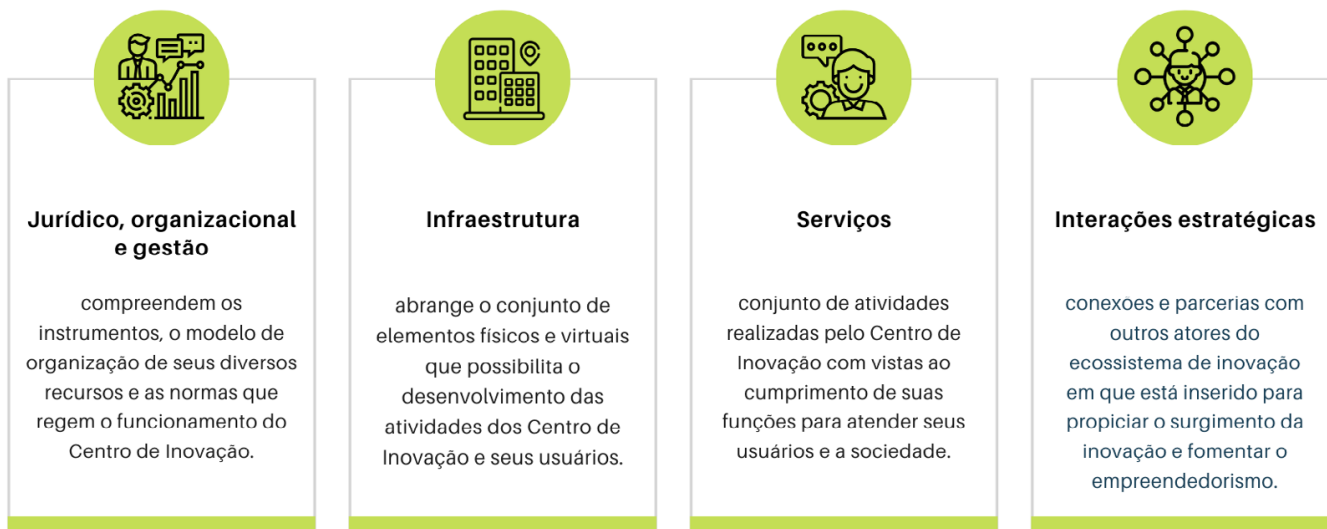 Jurídico, organizacional
e gestão
compreendem os
instrumentos, o modelo de
organização de seus diversos
recursos e as normas que
regem o funcionamento do
Centro de Inovação.
Infraestrutura
abrange o conjunto de
elementos físicos e virtuais
que possibilita o
desenvolvimento das
atividades dos Centro de
Inovação e seus usuários.
Serviços
conjunto de atividades
realizadas pelo Centro de
Inovação com vistas ao
cumprimento de suas
funções para atender seus
usuários e a sociedade.
Interações estratégicas
conexões e parcerias com
outros atores do
ecossistema de inovação
em que está inserido para
propiciar o surgimento da
inovação e fomentar o
empreendedorismo.